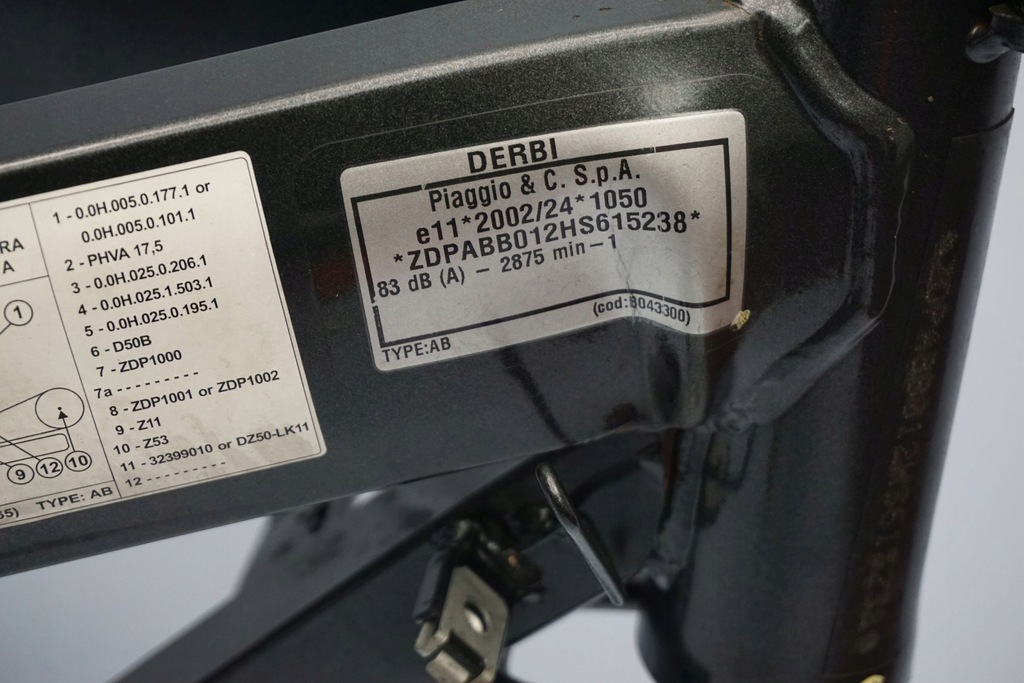 RA
A
1
9 12 10
55) TYPE: AB
1 - 0.0H.005.0.177.1 or
0.0H.005.0.101.1
2 - PHVA 17,5
3 - 0.0H.025.0.206.1
4 - 0.0H.025.1.503.1
5 - 0.0H.025.0.195.1
6 - D50B
7 - ZDP1000
7a - - - - - - - - -
8 - ZDP1001 or ZDP1002
9 - Z11
10 - Z53
11 - 32399010 or DZ50-LK11
12 - - - - - - - - -
DERBI
Piaggio & C. S.p.A.
e11*2002/24*1050
*ZDPABB012HS615238*
83 dB (A) – 2875 min–1
(cod:B043300)
TYPE:AB